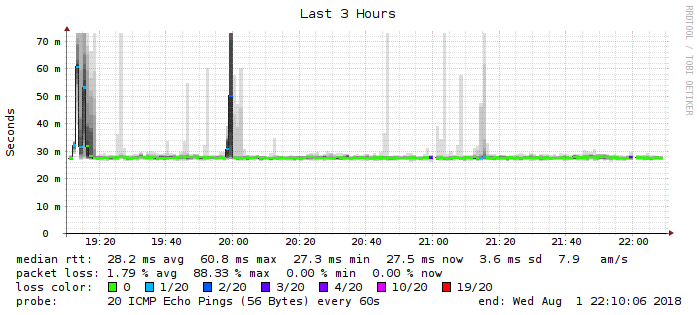 Last 3 Hours
RRDTOOL / TOBI OETIKER
Seconds
70 m
60 m
50 m
40 m
30 m
20 m
10 m
0
19:20 19:40 20:00 20:20 20:40 21:00 21:20 21:40 22:00
median rtt: 28.2 ms avg 60.8 ms max 27.3 ms min 27.5 ms now 3.6 ms sd 7.9 am/s
packet loss: 1.79 % avg 88.33 % max 0.00 % min 0.00 % now
loss color: 0 1/20 2/20 3/20 4/20 10/20 19/20
probe: 20 ICMP Echo Pings (56 Bytes) every 60s end: Wed Aug 1 22:10:06 2018